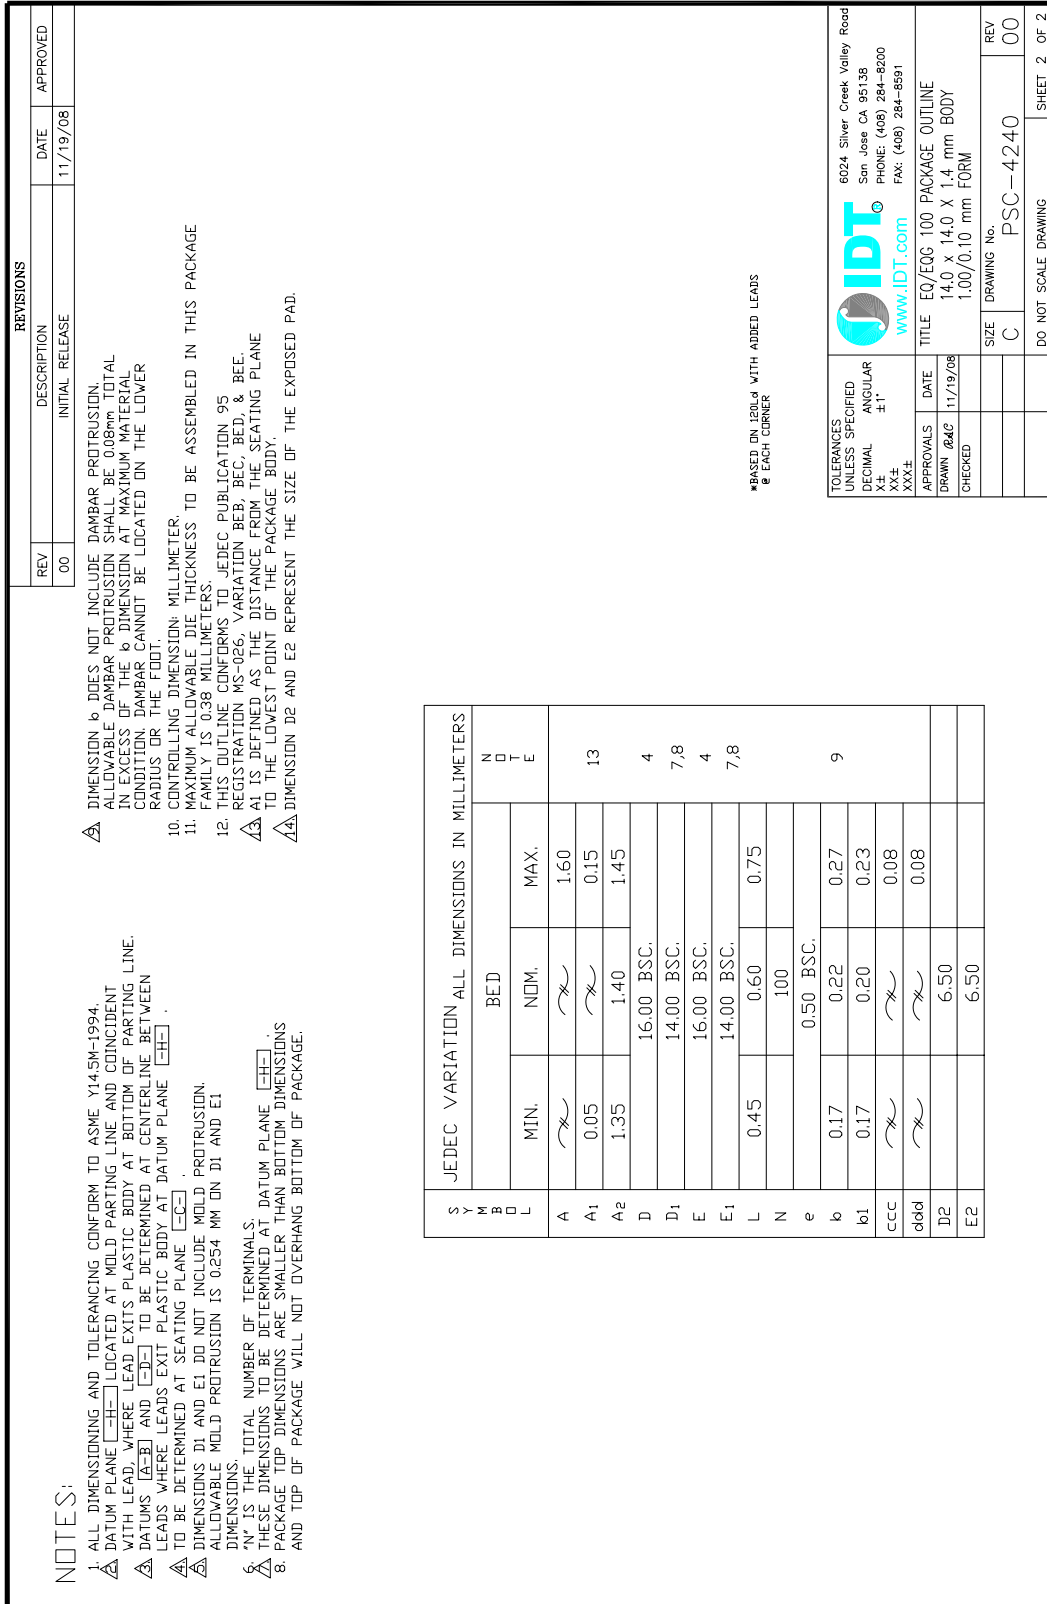 NOTES:
1. ALL DIMENSIONING AND TOLERANCING CONFORM TO ASME Y14.5M-1994.
2. DATUM PLANE -H- LOCATED AT MOLD PARTING LINE AND COINCIDENT
WITH LEAD, WHERE LEAD EXITS PLASTIC BODY AT BOTTOM OF PARTING LINE.
3. DATUMS A-B AND -D- TO BE DETERMINED AT CENTERLINE BETWEEN
LEADS WHERE LEADS EXIT PLASTIC BODY AT DATUM PLANE -H- .
4. TO BE DETERMINED AT SEATING PLANE -C- .
5. DIMENSIONS D1 AND E1 DO NOT INCLUDE MOLD PROTRUSION.
ALLOWABLE MOLD PROTRUSION IS 0.254 MM ON D1 AND E1
DIMENSIONS.
6. "N" IS THE TOTAL NUMBER OF TERMINALS.
7. THESE DIMENSIONS TO BE DETERMINED AT DATUM PLANE -H- .
8. PACKAGE TOP DIMENSIONS ARE SMALLER THAN BOTTOM DIMENSIONS
AND TOP OF PACKAGE WILL NOT OVERHANG BOTTOM OF PACKAGE.
9. DIMENSION b DOES NOT INCLUDE DAMBAR PROTRUSION.
ALLOWABLE DAMBAR PROTRUSION SHALL BE 0.08mm TOTAL
IN EXCESS OF THE b DIMENSION AT MAXIMUM MATERIAL
CONDITION. DAMBAR CANNOT BE LOCATED ON THE LOWER
RADIUS OR THE FOOT.
10. CONTROLLING DIMENSION: MILLIMETER.
11. MAXIMUM ALLOWABLE DIE THICKNESS TO BE ASSEMBLED IN THIS PACKAGE
FAMILY IS 0.38 MILLIMETERS.
12. THIS OUTLINE CONFORMS TO JEDEC PUBLICATION 95
REGISTRATION MS-026, VARIATION BEB, BEC, BED, & BEE.
13. A1 IS DEFINED AS THE DISTANCE FROM THE SEATING PLANE
TO THE LOWEST POINT OF THE PACKAGE BODY.
14. DIMENSION D2 AND E2 REPRESENT THE SIZE OF THE EXPOSED PAD.
REVISIONS
REV DESCRIPTION DATE APPROVED
00 INITIAL RELEASE 11/19/08
SYMBOL JEDEC VARIATION ALL DIMENSIONS IN MILLIMETERS NOTE
BED
MIN. NOM. MAX.
A 1.60
A1 0.05 0.15 13
A2 1.35 1.40 1.45
D 16.00 BSC. 4
D1 14.00 BSC. 7,8
E 16.00 BSC. 4
E1 14.00 BSC. 7,8
L 0.45 0.60 0.75
N 100
e 0.50 BSC.
b 0.17 0.22 0.27 9
b1 0.17 0.20 0.23
ccc 0.08
ddd 0.08
D2 6.50
E2 6.50
*BASED ON 120Ld WITH ADDED LEADS
@ EACH CORNER
TOLERANCES
UNLESS SPECIFIED
DECIMAL ANGULAR
X± ±1°
XX±
XXX±
IDT ®
www.IDT.com
6024 Silver Creek Valley Road
San Jose CA 95138
PHONE: (408) 284-8200
FAX: (408) 284-8591
APPROVALS DATE
DRAWN RAC 11/19/08
CHECKED
TITLE EQ/EQG 100 PACKAGE OUTLINE
14.0 x 14.0 X 1.4 mm BODY
1.00/0.10 mm FORM
SIZE DRAWING No. REV
C PSC-4240 00
DO NOT SCALE DRAWING SHEET 2 OF 2